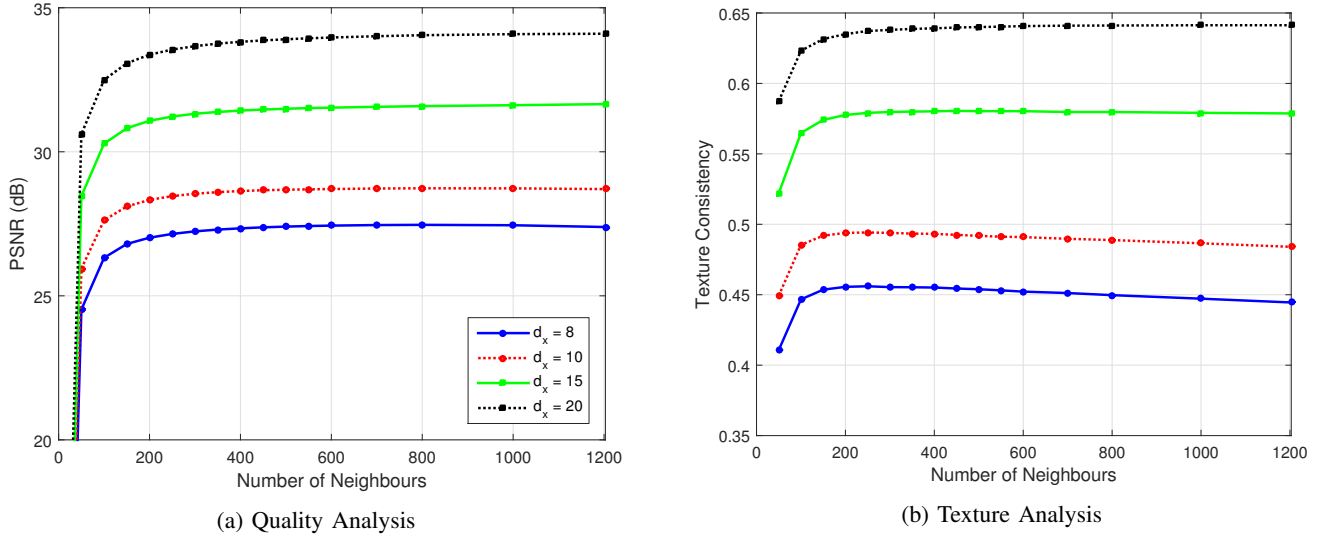 35
30
25
20
PSNR (dB)
0 200 400 600 800 1000 1200
Number of Neighbours
d_x = 8
d_x = 10
d_x = 15
d_x = 20
(a) Quality Analysis
0.65
0.6
0.55
0.5
0.45
0.4
0.35
Texture Consistency
0 200 400 600 800 1000 1200
Number of Neighbours
(b) Texture Analysis